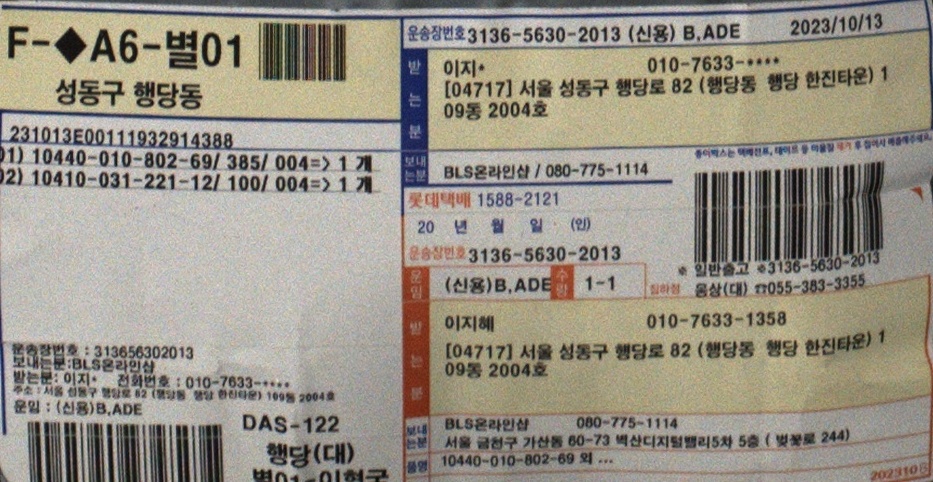 F-◆A6-별01
성동구 행당동
231013E00111932914388
01) 10440-010-802-69/ 385/ 004=> 1 개
02) 10410-031-221-12/ 100/ 004=> 1 개
운송장번호 : 313656302013
보내는분:BLS온라인샵
받는분: 이지* 전화번호 : 010-7633-****
주소 : 서울 성동구 행당로 82 (행당동 행당 한진타운) 109동 2004호
운임 : (신용)B,ADE
DAS-122
행당(대)
운송장번호 3136-5630-2013 (신용) B,ADE 2023/10/13
받는분
이지* 010-7633-****
[04717] 서울 성동구 행당로 82 (행당동 행당 한진타운) 1
09동 2004호
보내는분 BLS온라인샵 / 080-775-1114
롯데택배 1588-2121
20 년 월 일 (인)
운송장번호 3136-5630-2013
운임 (신용)B,ADE 수량 1-1
※ 일반출고 ※3136-5630-2013
집하점 웅상(대) ☎055-383-3355
받는분
이지혜 010-7633-1358
[04717] 서울 성동구 행당로 82 (행당동 행당 한진타운) 1
09동 2004호
보내는분 BLS온라인샵 080-775-1114
서울 금천구 가산동 60-73 벽산디지털밸리5차 5층 ( 벚꽃로 244)
품명 10440-010-802-69 외 ...